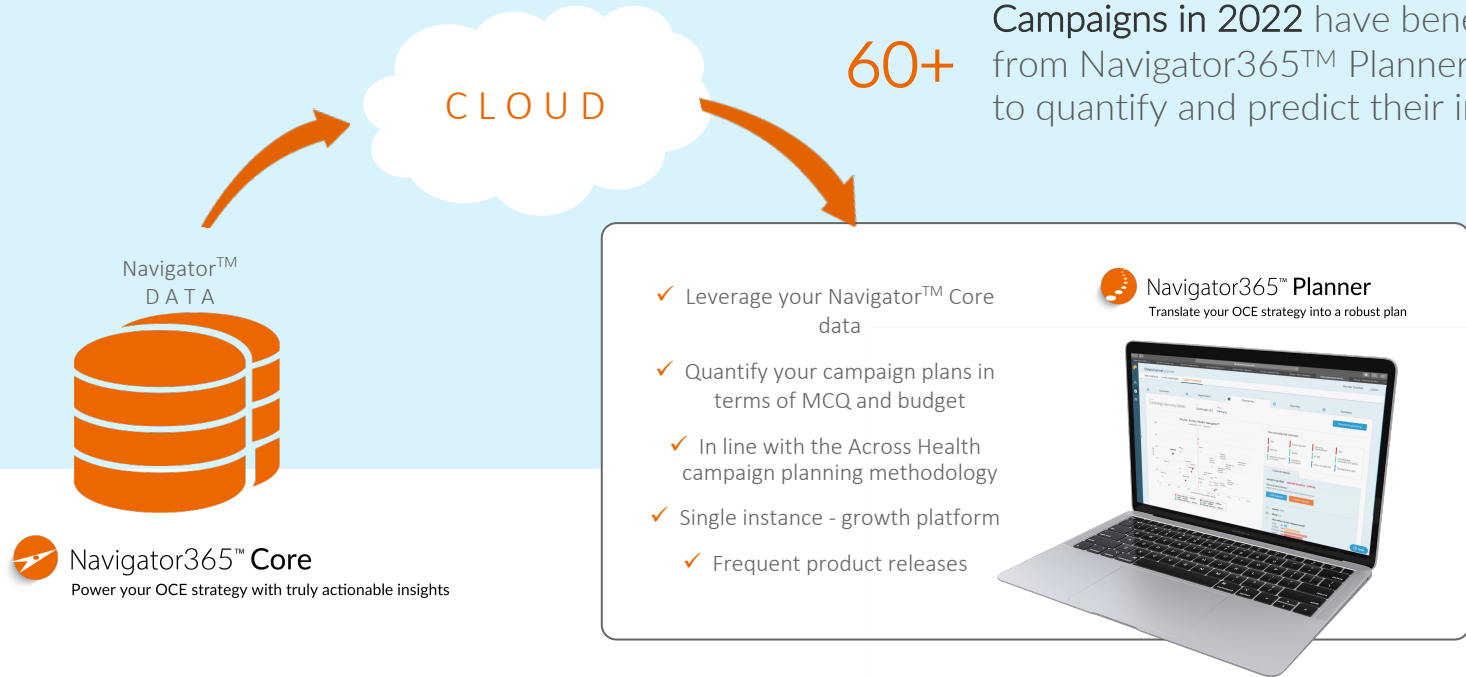 Campaigns in 2022 have bene
60+
from Navigator365™ Planner
to quantify and predict their i
CLOUD
Navigator™
DATA
Navigator365™ Core
Power your OCE strategy with truly actionable insights
✓ Leverage your Navigator™ Core
data
✓ Quantify your campaign plans in
terms of MCQ and budget
✓ In line with the Across Health
campaign planning methodology
✓ Single instance - growth platform
✓ Frequent product releases
Navigator365™ Planner
Translate your OCE strategy into a robust plan